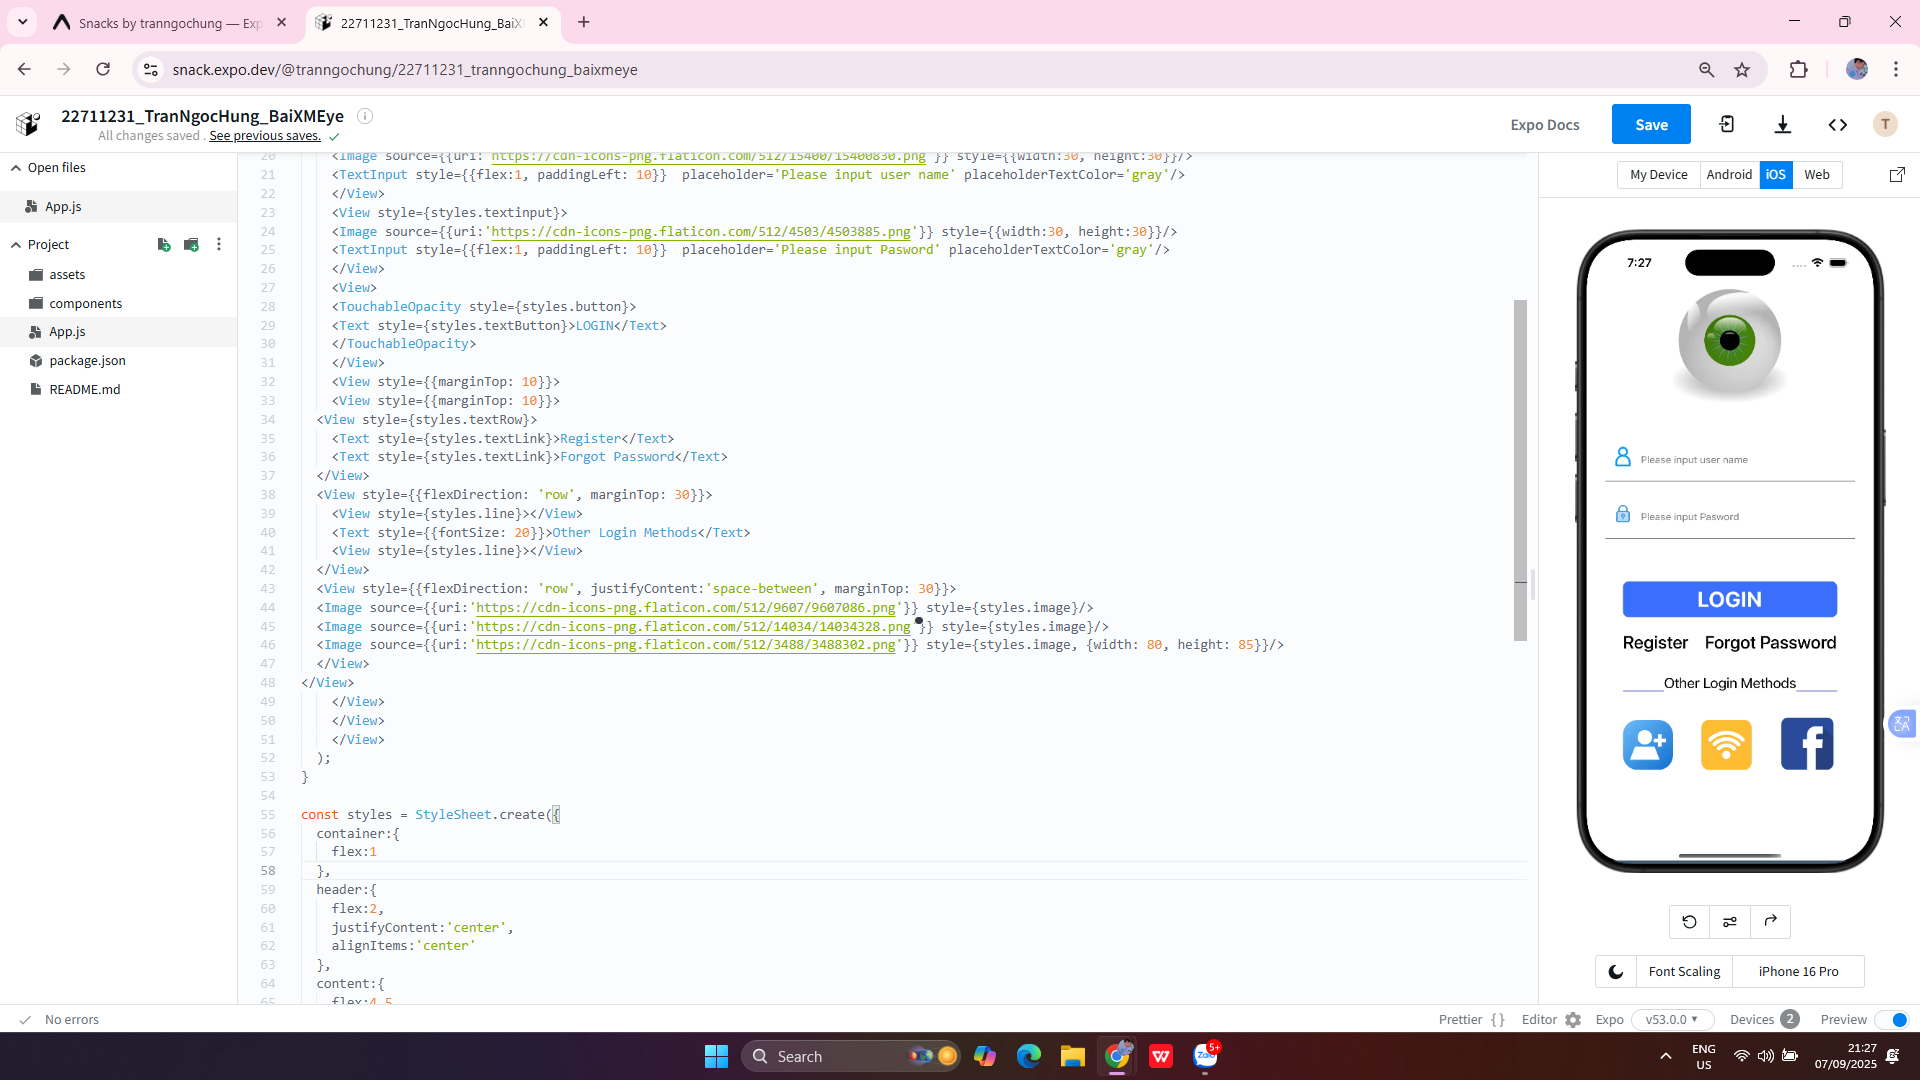 Snacks by tranngochung — Exp
22711231_TranNgocHung_BaiX
snack.expo.dev/@tranngochung/22711231_tranngochung_baixmeye
22711231_TranNgocHung_BaiXMEye
All changes saved . See previous saves.
Expo Docs
Save
T
Open files
App.js
Project
assets
components
App.js
package.json
README.md
20 <Image source={{uri:'https://cdn-icons-png.flaticon.com/512/15400/15400830.png'}} style={{width:30, height:30}}/>
21 <TextInput style={{flex:1, paddingLeft: 10}}  placeholder='Please input user name' placeholderTextColor='gray'/>
22 </View>
23 <View style={styles.textinput}>
24 <Image source={{uri:'https://cdn-icons-png.flaticon.com/512/4503/4503885.png'}} style={{width:30, height:30}}/>
25 <TextInput style={{flex:1, paddingLeft: 10}}  placeholder='Please input Pasword' placeholderTextColor='gray'/>
26 </View>
27 <View>
28 <TouchableOpacity style={styles.button}>
29 <Text style={styles.textButton}>LOGIN</Text>
30 </TouchableOpacity>
31 </View>
32 <View style={{marginTop: 10}}>
33 <View style={{marginTop: 10}}>
34 <View style={styles.textRow}>
35 <Text style={styles.textLink}>Register</Text>
36 <Text style={styles.textLink}>Forgot Password</Text>
37 </View>
38 <View style={{flexDirection: 'row', marginTop: 30}}>
39 <View style={styles.line}></View>
40 <Text style={{fontSize: 20}}>Other Login Methods</Text>
41 <View style={styles.line}></View>
42 </View>
43 <View style={{flexDirection: 'row', justifyContent:'space-between', marginTop: 30}}>
44 <Image source={{uri:'https://cdn-icons-png.flaticon.com/512/9607/9607086.png'}} style={styles.image}/>
45 <Image source={{uri:'https://cdn-icons-png.flaticon.com/512/14034/14034328.png'}} style={styles.image}/>
46 <Image source={{uri:'https://cdn-icons-png.flaticon.com/512/3488/3488302.png'}} style={styles.image, {width: 80, height: 85}}/>
47 </View>
48 </View>
49 </View>
50 </View>
51 </View>
52 );
53 }
54
55 const styles = StyleSheet.create({
56 container:{
57 flex:1
58 },
59 header:{
60 flex:2,
61 justifyContent:'center',
62 alignItems:'center'
63 },
64 content:{
65 flex:4.5
My Device
Android
iOS
Web
7:27
Please input user name
Please input Pasword
LOGIN
Register
Forgot Password
Other Login Methods
Font Scaling
iPhone 16 Pro
No errors
Prettier { }
Editor
Expo
v53.0.0
Devices 2
Preview
Search
W
Zalo
5+
ENG
US
21:27
07/09/2025